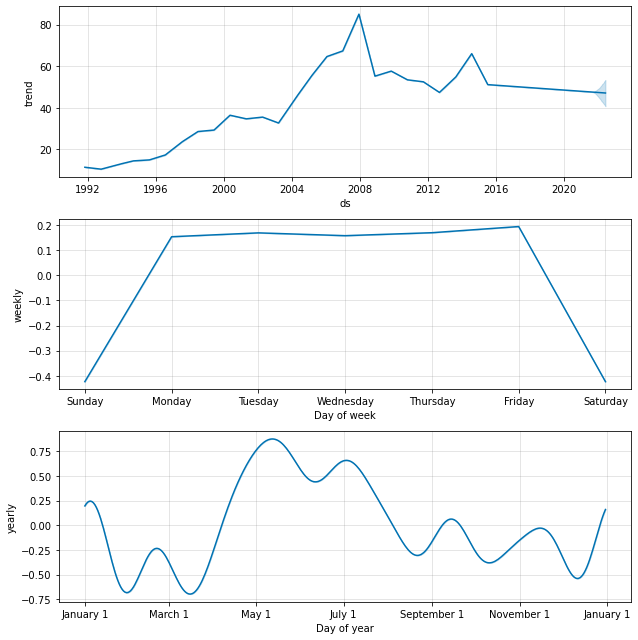 80
60
40
20
trend
1992 1996 2000 2004 2008 2012 2016 2020
ds
0.2
0.1
0.0
−0.1
−0.2
−0.3
−0.4
weekly
Sunday Monday Tuesday Wednesday Thursday Friday Saturday
Day of week
0.75
0.50
0.25
0.00
−0.25
−0.50
−0.75
yearly
January 1 March 1 May 1 July 1 September 1 November 1 January 1
Day of year